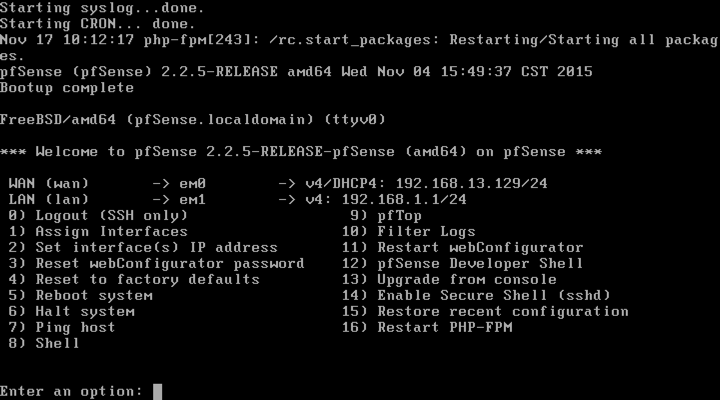 Starting syslog...done.
Starting CRON... done.
Nov 17 10:12:17 php-fpm[243]: /rc.start_packages: Restarting/Starting all packag
es.
pfSense (pfSense) 2.2.5-RELEASE amd64 Wed Nov 04 15:49:37 CST 2015
Bootup complete

FreeBSD/amd64 (pfSense.localdomain) (ttyv0)

*** Welcome to pfSense 2.2.5-RELEASE-pfSense (amd64) on pfSense ***

 WAN (wan)       -> em0        -> v4/DHCP4: 192.168.13.129/24
 LAN (lan)       -> em1        -> v4: 192.168.1.1/24
 0) Logout (SSH only)                  9) pfTop
 1) Assign Interfaces                 10) Filter Logs
 2) Set interface(s) IP address       11) Restart webConfigurator
 3) Reset webConfigurator password    12) pfSense Developer Shell
 4) Reset to factory defaults         13) Upgrade from console
 5) Reboot system                     14) Enable Secure Shell (sshd)
 6) Halt system                       15) Restore recent configuration
 7) Ping host                         16) Restart PHP-FPM
 8) Shell

Enter an option: